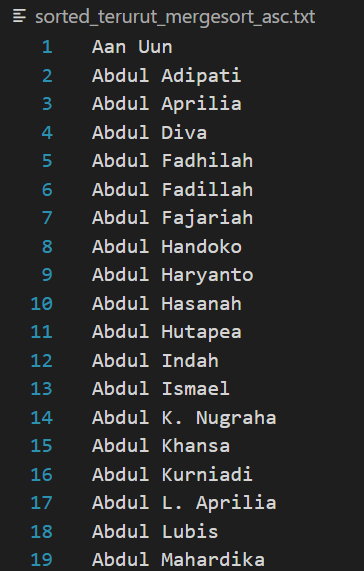 sorted_terurut_mergesort_asc.txt
1 Aan Uun
2 Abdul Adipati
3 Abdul Aprilia
4 Abdul Diva
5 Abdul Fadhilah
6 Abdul Fadillah
7 Abdul Fajariah
8 Abdul Handoko
9 Abdul Haryanto
10 Abdul Hasanah
11 Abdul Hutapea
12 Abdul Indah
13 Abdul Ismael
14 Abdul K. Nugraha
15 Abdul Khansa
16 Abdul Kurniadi
17 Abdul L. Aprilia
18 Abdul Lubis
19 Abdul Mahardika